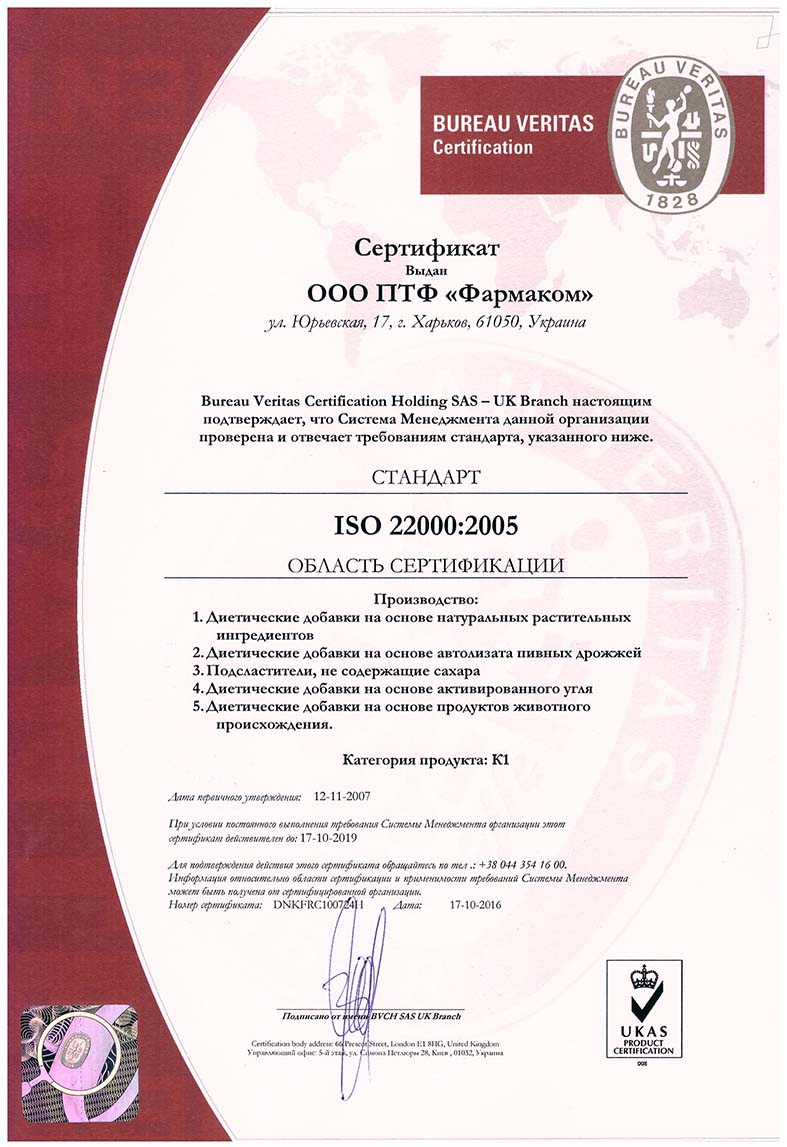 BUREAU VERITAS
Certification
BUREAU VERITAS
1828
Сертификат
Выдан
ООО ПТФ «Фармаком»
ул. Юрьевская, 17, г. Харьков, 61050, Украина
Bureau Veritas Certification Holding SAS – UK Branch настоящим
подтверждает, что Система Менеджмента данной организации
проверена и отвечает требованиям стандарта, указанного ниже.
СТАНДАРТ
ISO 22000:2005
ОБЛАСТЬ СЕРТИФИКАЦИИ
Производство:
1. Диетические добавки на основе натуральных растительных
ингредиентов
2. Диетические добавки на основе автолизата пивных дрожжей
3. Подсластители, не содержащие сахара
4. Диетические добавки на основе активированного угля
5. Диетические добавки на основе продуктов животного
происхождения.
Категория продукта: К1
Дата первичного утверждения: 12-11-2007
При условии постоянного выполнения требования Системы Менеджмента организации этот
сертификат действителен до: 17-10-2019
Для подтверждения действия этого сертификата обращайтесь по тел .: +38 044 354 16 00.
Информация относительно области сертификации и применимости требований Системы Менеджмента
может быть получена от сертифицированной организации.
Номер сертификата: DNKFRC100724H Дата: 17-10-2016
Подписано от имени BVCH SAS UK Branch
Certification body address: 66 Prescot Street, London E1 8HG, United Kingdom
Управляющий офис: 5-й этаж, ул. Симона Петлюры 28, Киев , 01032, Украина
UKAS
PRODUCT
CERTIFICATION
008